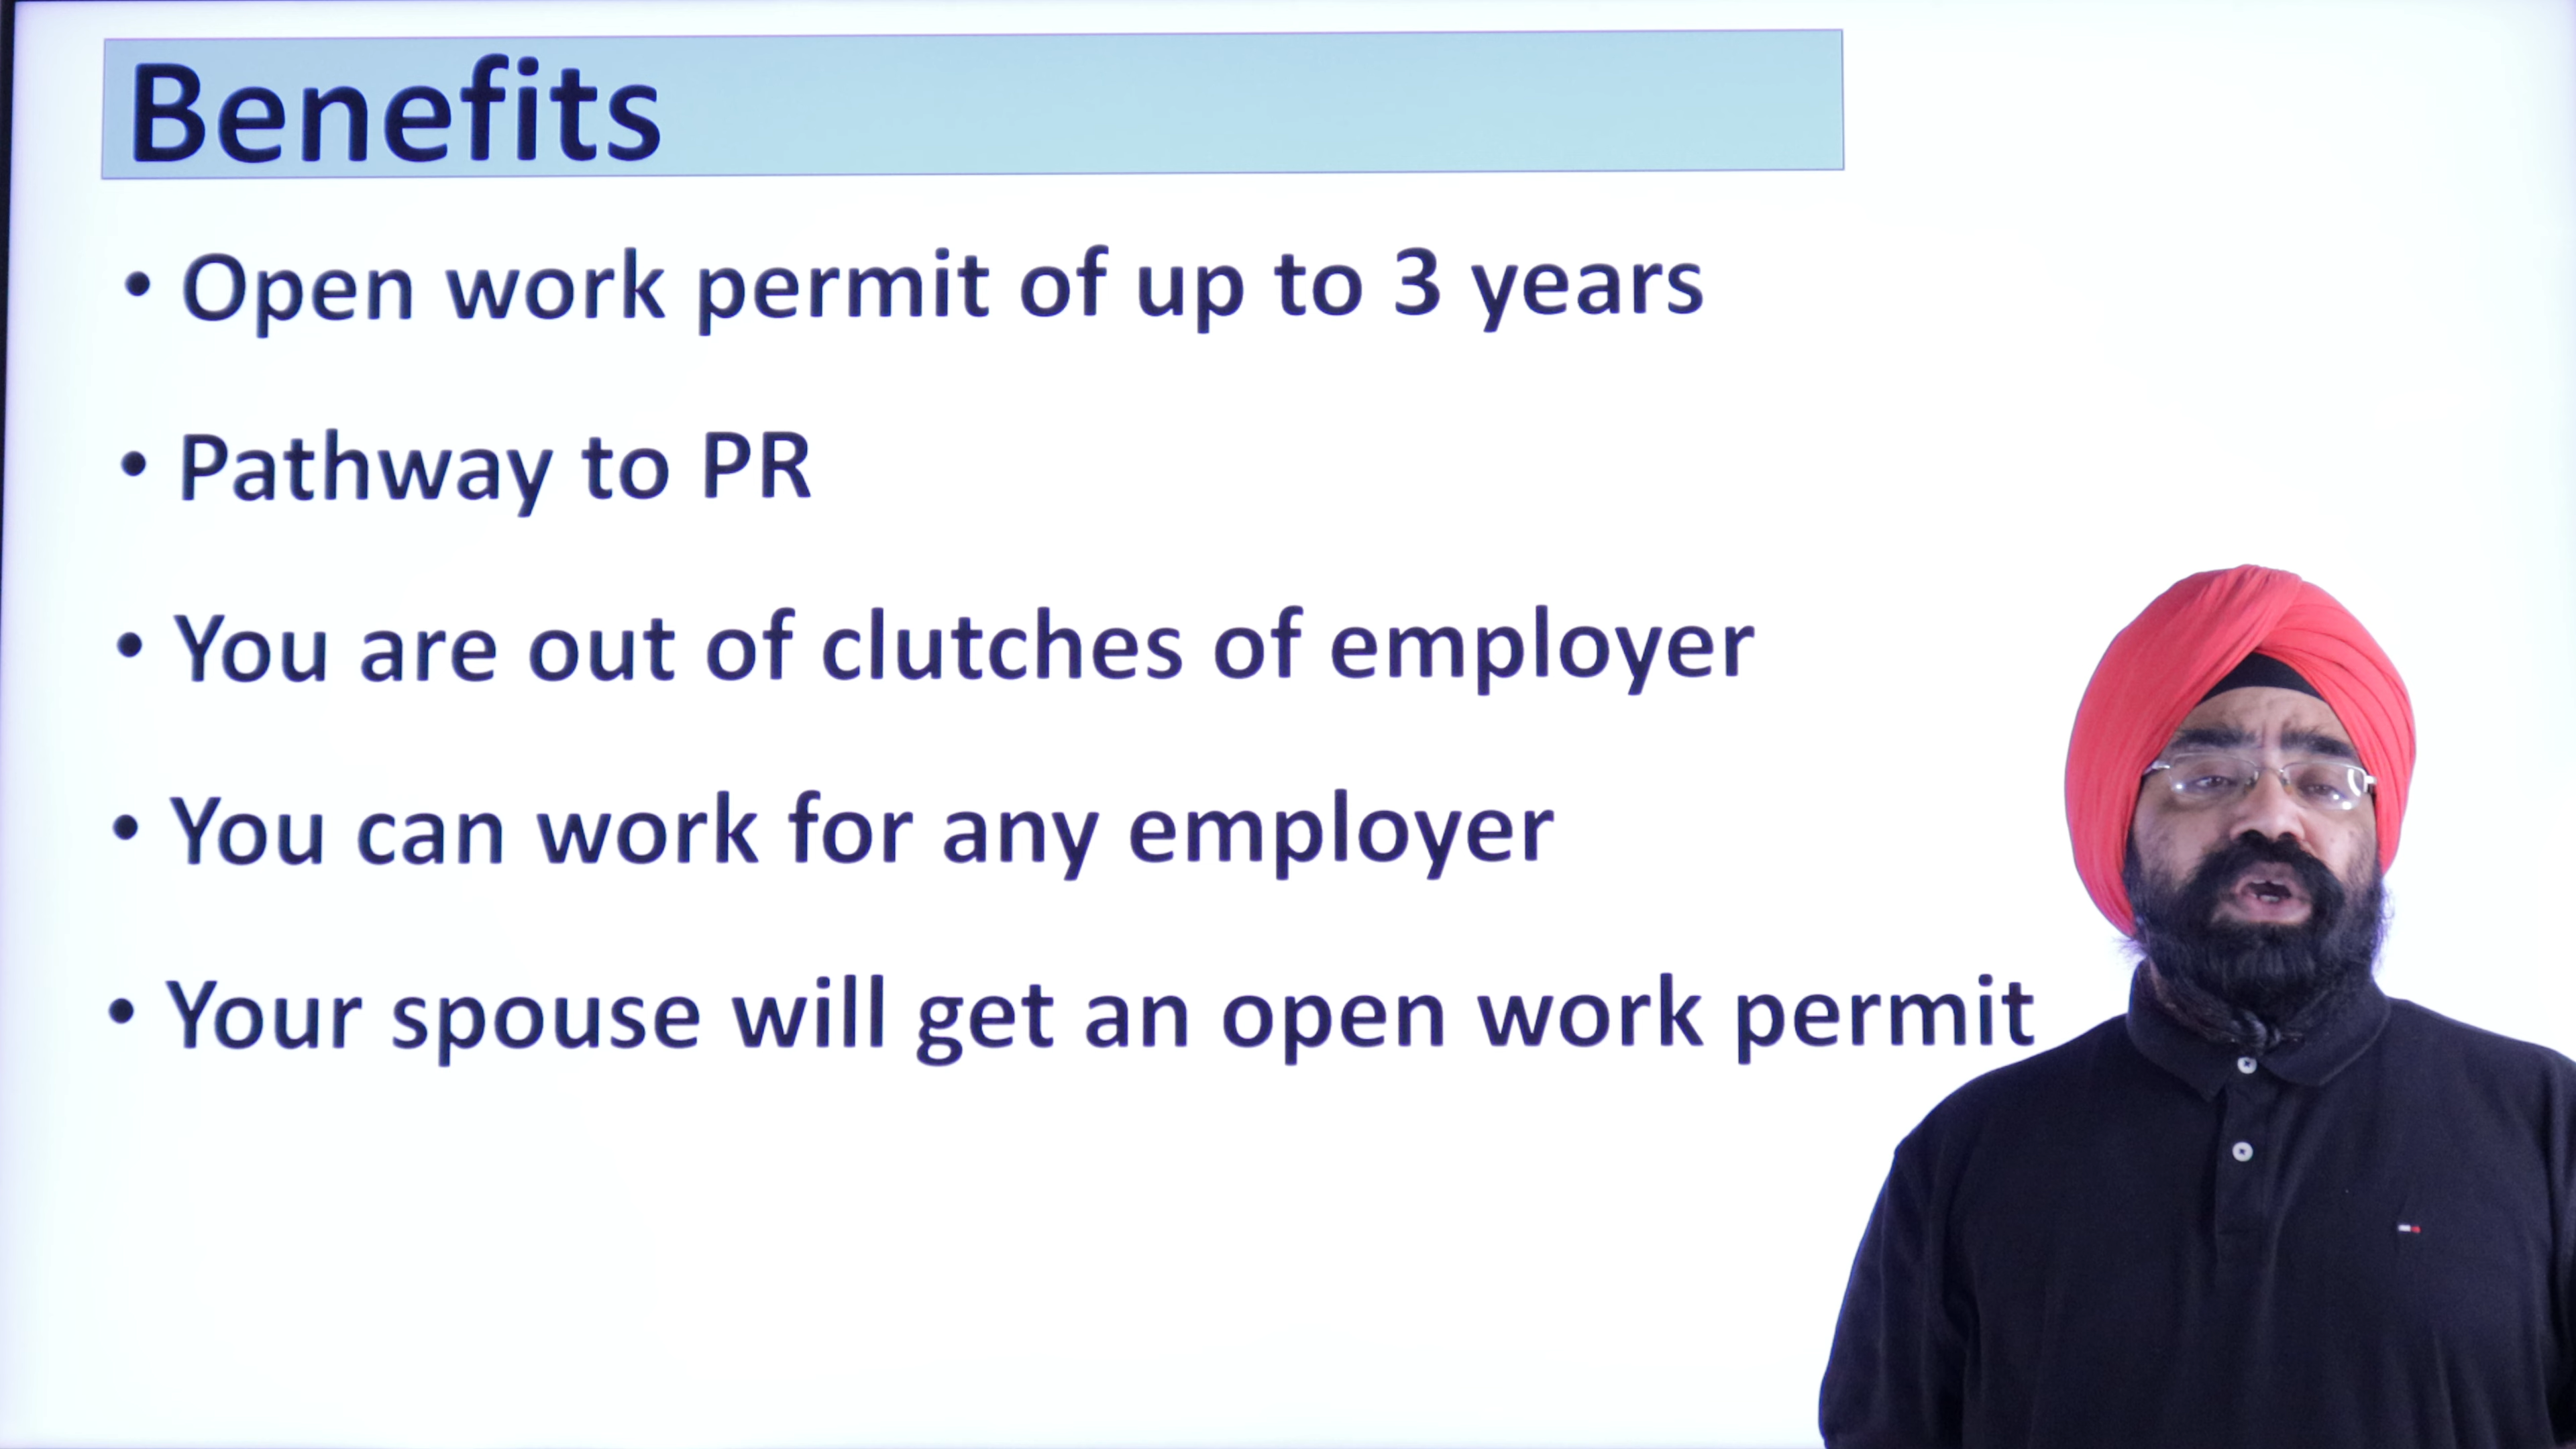 Benefits
• Open work permit of up to 3 years
• Pathway to PR
• You are out of clutches of employer
• You can work for any employer
• Your spouse will get an open work permit